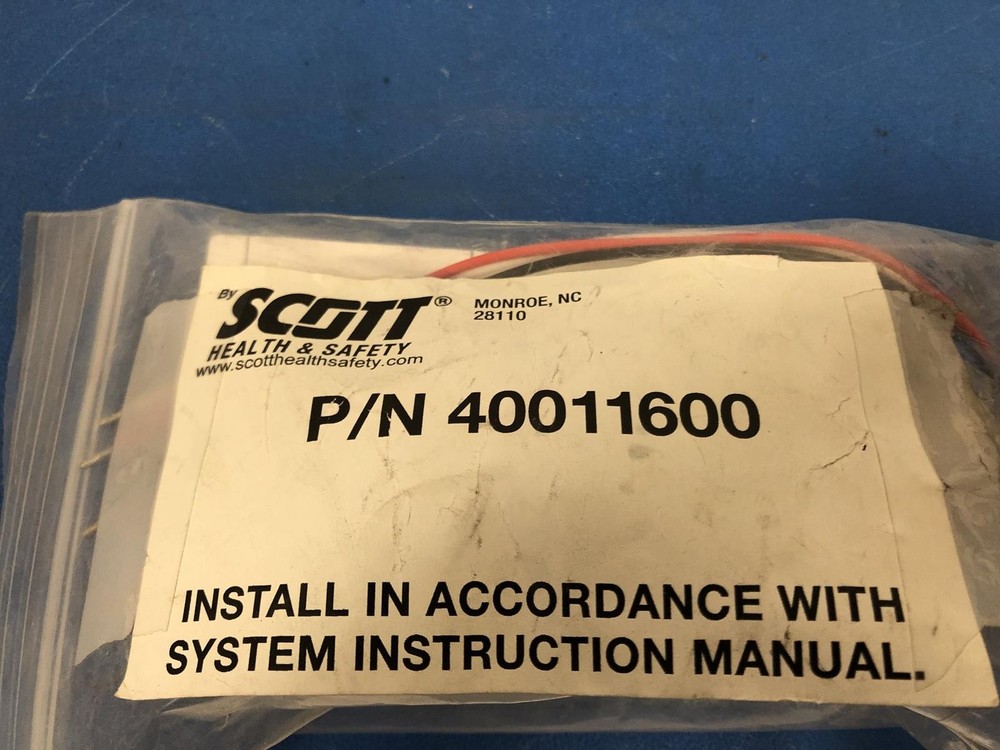 By SCOTT®
HEALTH & SAFETY
www.scotthealthsafety.com
MONROE, NC
28110
P/N 40011600
INSTALL IN ACCORDANCE WITH
SYSTEM INSTRUCTION MANUAL.